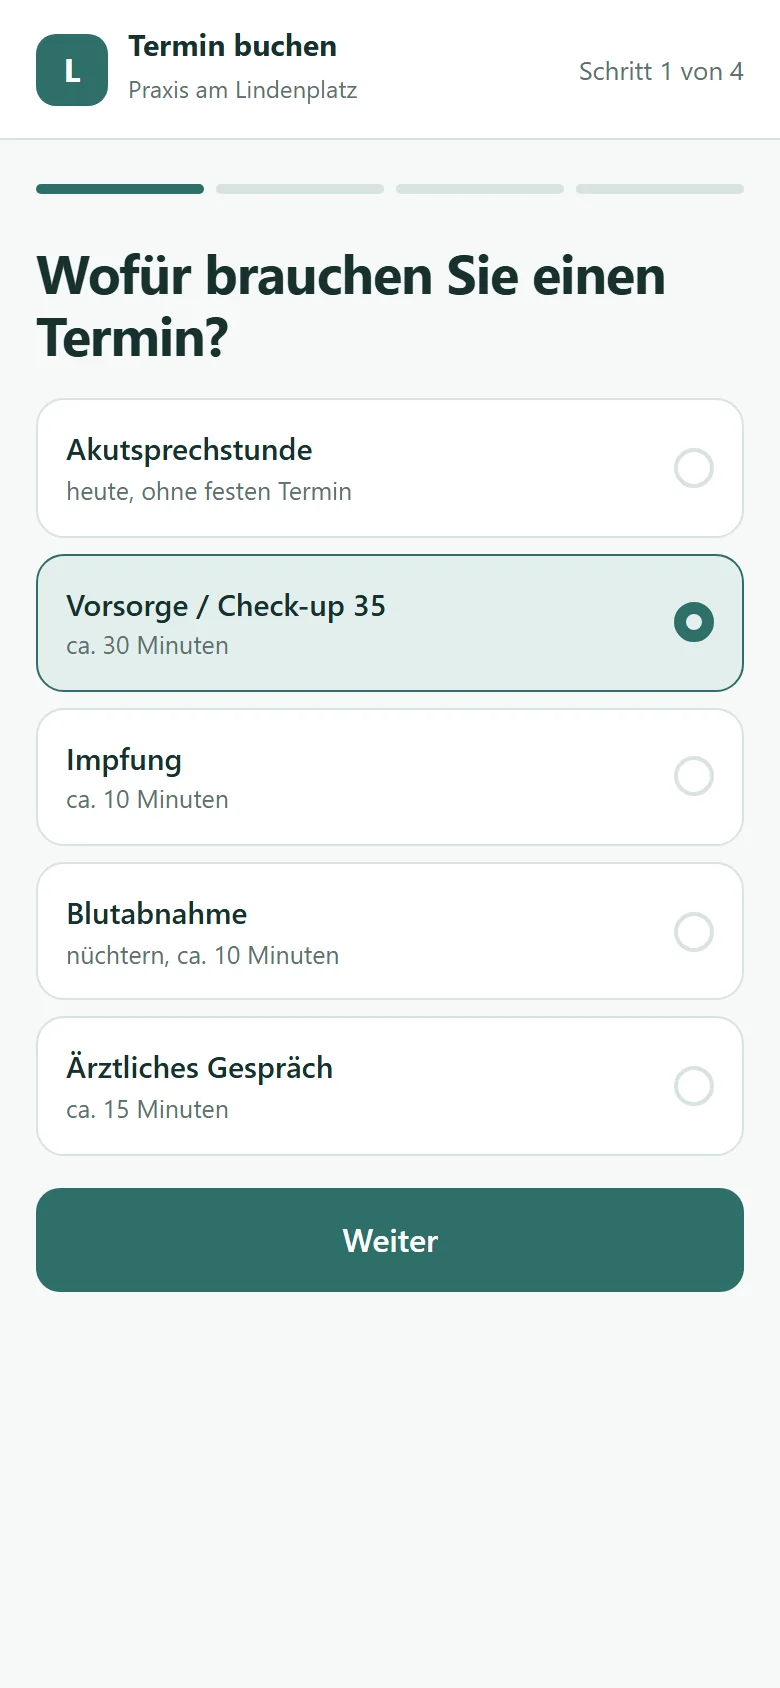 L
Termin buchen
Praxis am Lindenplatz
Schritt 1 von 4
Wofür brauchen Sie einen
Termin?
Akutsprechstunde
heute, ohne festen Termin
Vorsorge / Check-up 35
ca. 30 Minuten
Impfung
ca. 10 Minuten
Blutabnahme
nüchtern, ca. 10 Minuten
Ärztliches Gespräch
ca. 15 Minuten
Weiter